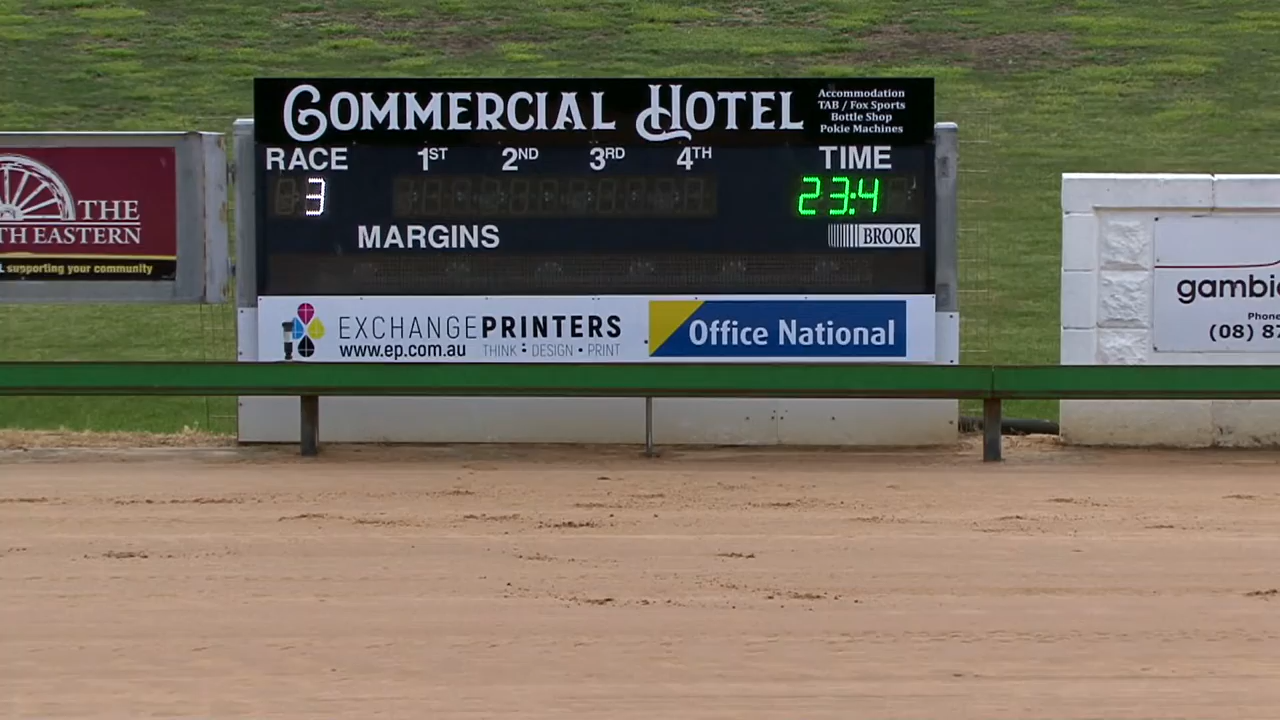 COMMERCIAL HOTEL
Accommodation
TAB / Fox Sports
Bottle Shop
Pokie Machines
RACE 1ST 2ND 3RD 4TH TIME
3 23:4
MARGINS
BROOK
THE
TH EASTERN
supporting your community
EXCHANGEPRINTERS
www.ep.com.au THINK • DESIGN • PRINT
Office National
gambie
Phone
(08) 87